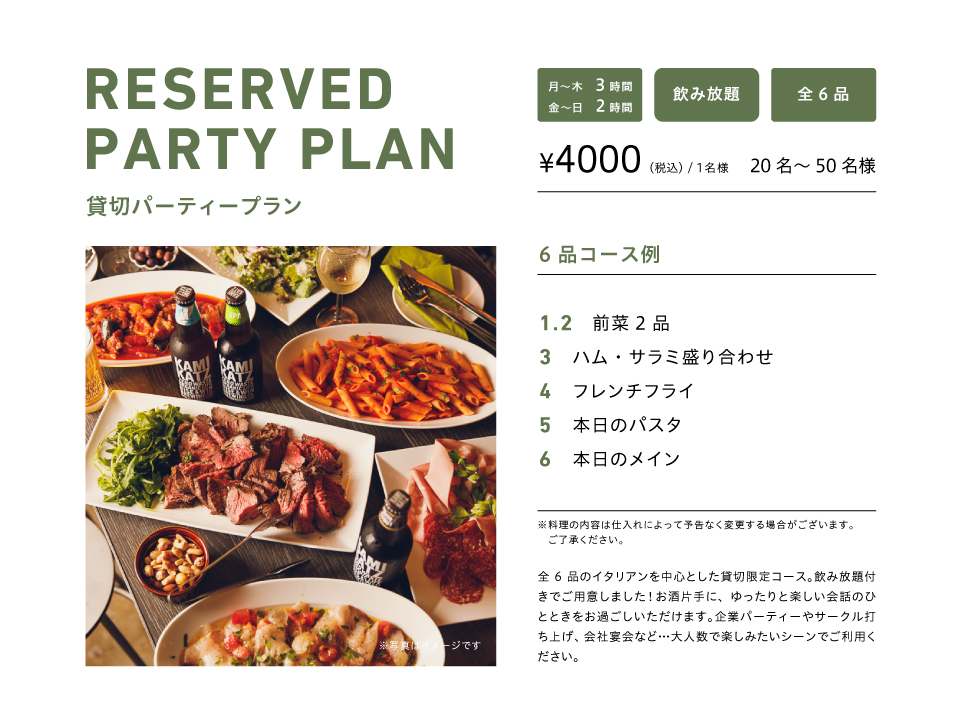 RESERVED
PARTY PLAN
貸切パーティープラン
月〜木 3 時間
金〜日 2 時間
飲み放題
全 6 品
¥4000 (税込) / 1名様 20 名〜 50 名様
6 品コース例
1.2 前菜 2 品
3 ハム・サラミ盛り合わせ
4 フレンチフライ
5 本日のパスタ
6 本日のメイン
※料理の内容は仕入れによって予告なく変更する場合がございます。
ご了承ください。
全 6 品のイタリアンを中心とした貸切限定コース。飲み放題付
きでご用意しました！お酒片手に、ゆったりと楽しい会話のひ
とときをお過ごしいただけます。企業パーティーやサークル打
ち上げ、会社宴会など…大人数で楽しみたいシーンでご利用く
ださい。
KAMI
KATZ
KAMI
KATZ
IPA
※写真はイメージです